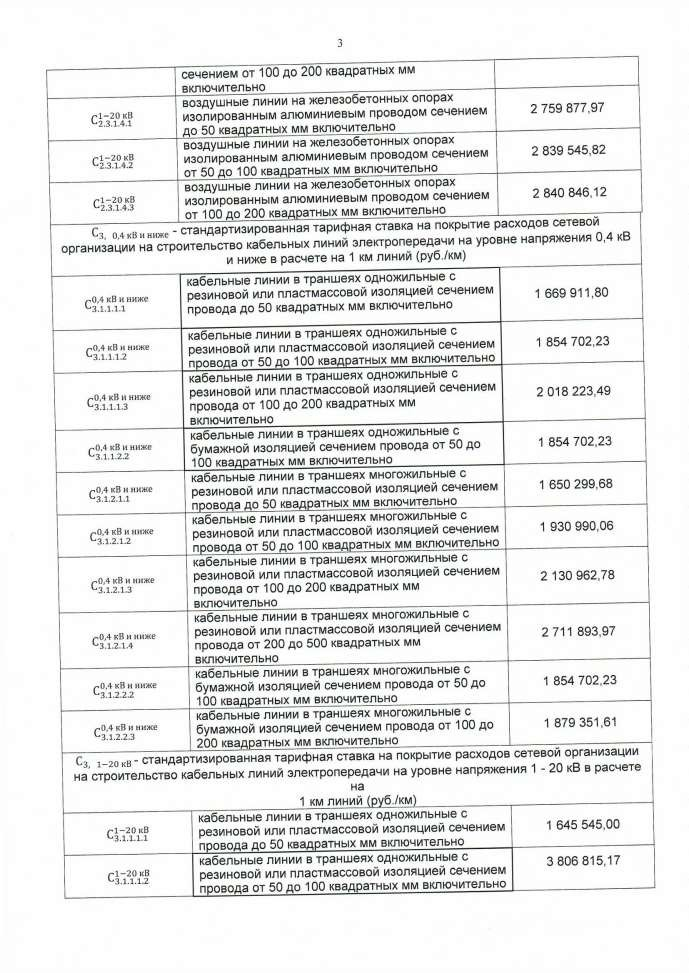 3
сечением от 100 до 200 квадратных мм
включительно
C 1−20 кВ 2.3.1.4.1
воздушные линии на железобетонных опорах
изолированным алюминиевым проводом сечением
до 50 квадратных мм включительно
2 759 877,97
C 1−20 кВ 2.3.1.4.2
воздушные линии на железобетонных опорах
изолированным алюминиевым проводом сечением
от 50 до 100 квадратных мм включительно
2 839 545,82
C 1−20 кВ 2.3.1.4.3
воздушные линии на железобетонных опорах
изолированным алюминиевым проводом сечением
от 100 до 200 квадратных мм включительно
2 840 846,12
C3, 0,4 кВ и ниже - стандартизированная тарифная ставка на покрытие расходов сетевой
организации на строительство кабельных линий электропередачи на уровне напряжения 0,4 кВ
и ниже в расчете на 1 км линий (руб./км)
C 0,4 кВ и ниже 3.1.1.1.1
кабельные линии в траншеях одножильные с
резиновой или пластмассовой изоляцией сечением
провода до 50 квадратных мм включительно
1 669 911,80
C 0,4 кВ и ниже 3.1.1.1.2
кабельные линии в траншеях одножильные с
резиновой или пластмассовой изоляцией сечением
провода от 50 до 100 квадратных мм включительно
1 854 702,23
C 0,4 кВ и ниже 3.1.1.1.3
кабельные линии в траншеях одножильные с
резиновой или пластмассовой изоляцией сечением
провода от 100 до 200 квадратных мм
включительно
2 018 223,49
C 0,4 кВ и ниже 3.1.1.2.2
кабельные линии в траншеях одножильные с
бумажной изоляцией сечением провода от 50 до
100 квадратных мм включительно
1 854 702,23
C 0,4 кВ и ниже 3.1.2.1.1
кабельные линии в траншеях многожильные с
резиновой или пластмассовой изоляцией сечением
провода до 50 квадратных мм включительно
1 650 299,68
C 0,4 кВ и ниже 3.1.2.1.2
кабельные линии в траншеях многожильные с
резиновой или пластмассовой изоляцией сечением
провода от 50 до 100 квадратных мм включительно
1 930 990,06
C 0,4 кВ и ниже 3.1.2.1.3
кабельные линии в траншеях многожильные с
резиновой или пластмассовой изоляцией сечением
провода от 100 до 200 квадратных мм
включительно
2 130 962,78
C 0,4 кВ и ниже 3.1.2.1.4
кабельные линии в траншеях многожильные с
резиновой или пластмассовой изоляцией сечением
провода от 200 до 500 квадратных мм
включительно
2 711 893,97
C 0,4 кВ и ниже 3.1.2.2.2
кабельные линии в траншеях многожильные с
бумажной изоляцией сечением провода от 50 до
100 квадратных мм включительно
1 854 702,23
C 0,4 кВ и ниже 3.1.2.2.3
кабельные линии в траншеях многожильные с
бумажной изоляцией сечением провода от 100 до
200 квадратных мм включительно
1 879 351,61
C3, 1−20 кВ - стандартизированная тарифная ставка на покрытие расходов сетевой организации
на строительство кабельных линий электропередачи на уровне напряжения 1 - 20 кВ в расчете
на
1 км линий (руб./км)
C 1−20 кВ 3.1.1.1.1
кабельные линии в траншеях одножильные с
резиновой или пластмассовой изоляцией сечением
провода до 50 квадратных мм включительно
1 645 545,00
C 1−20 кВ 3.1.1.1.2
кабельные линии в траншеях одножильные с
резиновой или пластмассовой изоляцией сечением
провода от 50 до 100 квадратных мм включительно
3 806 815,17